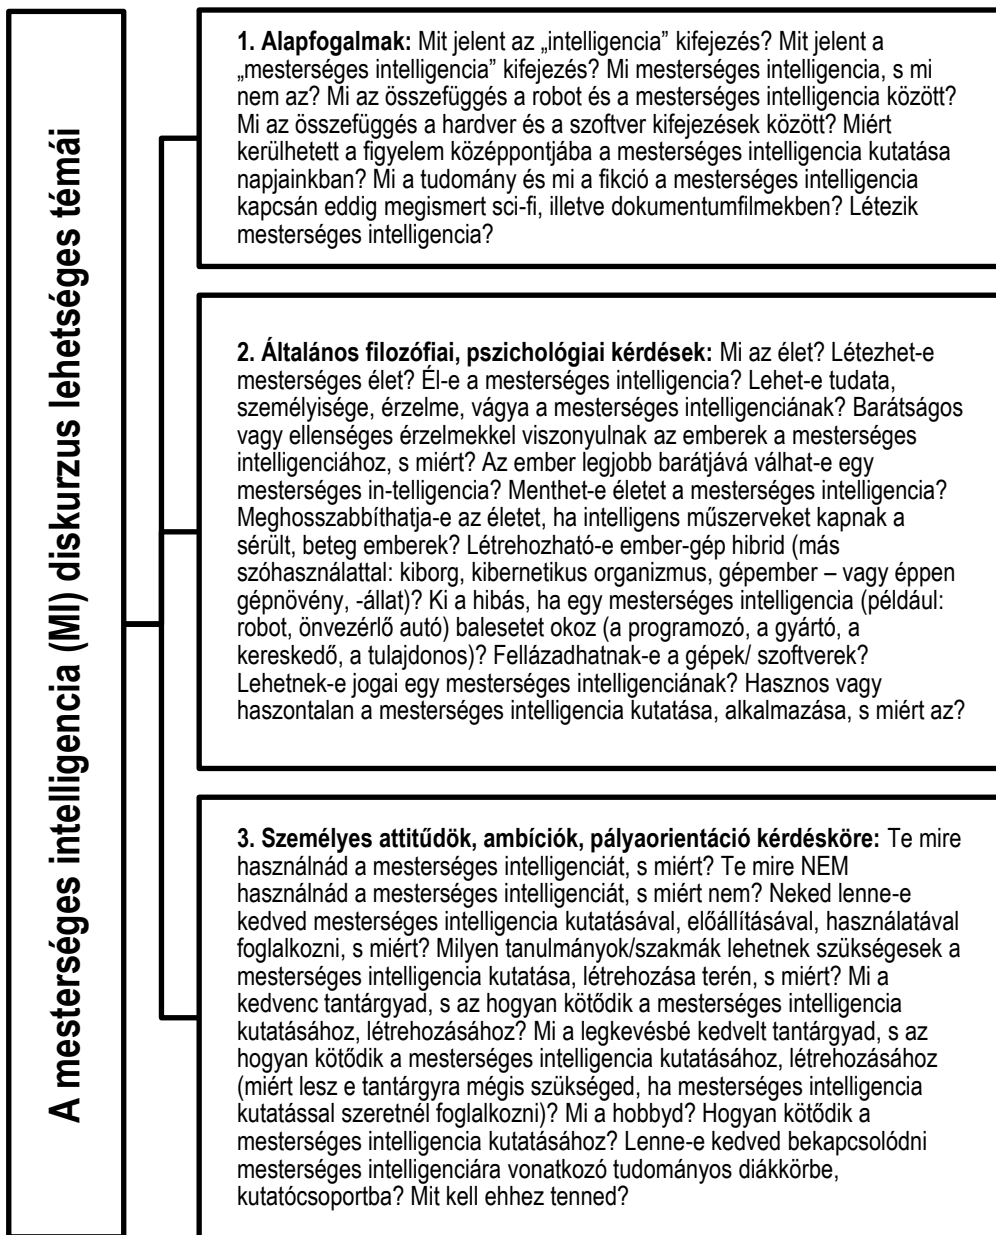 A mesterséges intelligencia (MI) diskurzus lehetséges témái
1. Alapfogalmak: Mit jelent az „intelligencia” kifejezés? Mit jelent a
„mesterséges intelligencia” kifejezés? Mi mesterséges intelligencia, s mi
nem az? Mi az összefüggés a robot és a mesterséges intelligencia között?
Mi az összefüggés a hardver és a szoftver kifejezések között? Miért
kerülhetett a figyelem középpontjába a mesterséges intelligencia kutatása
napjainkban? Mi a tudomány és mi a fikció a mesterséges intelligencia
kapcsán eddig megismert sci-fi, illetve dokumentumfilmekben? Létezik
mesterséges intelligencia?
2. Általános filozófiai, pszichológiai kérdések: Mi az élet? Létezhet-e
mesterséges élet? Él-e a mesterséges intelligencia? Lehet-e tudata,
személyisége, érzelme, vágya a mesterséges intelligenciának? Barátságos
vagy ellenséges érzelmekkel viszonyulnak az emberek a mesterséges
intelligenciához, s miért? Az ember legjobb barátjává válhat-e egy
mesterséges in-telligencia? Menthet-e életet a mesterséges intelligencia?
Meghosszabbíthatja-e az életet, ha intelligens műszerveket kapnak a
sérült, beteg emberek? Létrehozható-e ember-gép hibrid (más
szóhasználattal: kiborg, kibernetikus organizmus, gépember – vagy éppen
gépnövény, -állat)? Ki a hibás, ha egy mesterséges intelligencia (például:
robot, önvezérlő autó) balesetet okoz (a programozó, a gyártó, a
kereskedő, a tulajdonos)? Fellázadhatnak-e a gépek/ szoftverek?
Lehetnek-e jogai egy mesterséges intelligenciának? Hasznos vagy
haszontalan a mesterséges intelligencia kutatása, alkalmazása, s miért az?
3. Személyes attitűdök, ambíciók, pályaorientáció kérdésköre: Te mire
használnád a mesterséges intelligenciát, s miért? Te mire NEM
használnád a mesterséges intelligenciát, s miért nem? Neked lenne-e
kedved mesterséges intelligencia kutatásával, előállításával, használatával
foglalkozni, s miért? Milyen tanulmányok/szakmák lehetnek szükségesek a
mesterséges intelligencia kutatása, létrehozása terén, s miért? Mi a
kedvenc tantárgyad, s az hogyan kötődik a mesterséges intelligencia
kutatásához, létrehozásához? Mi a legkevésbé kedvelt tantárgyad, s az
hogyan kötődik a mesterséges intelligencia kutatásához, létrehozásához
(miért lesz e tantárgyra mégis szükséged, ha mesterséges intelligencia
kutatással szeretnél foglalkozni)? Mi a hobbyd? Hogyan kötődik a
mesterséges intelligencia kutatásához? Lenne-e kedved bekapcsolódni
mesterséges intelligenciára vonatkozó tudományos diákkörbe,
kutatócsoportba? Mit kell ehhez tenned?